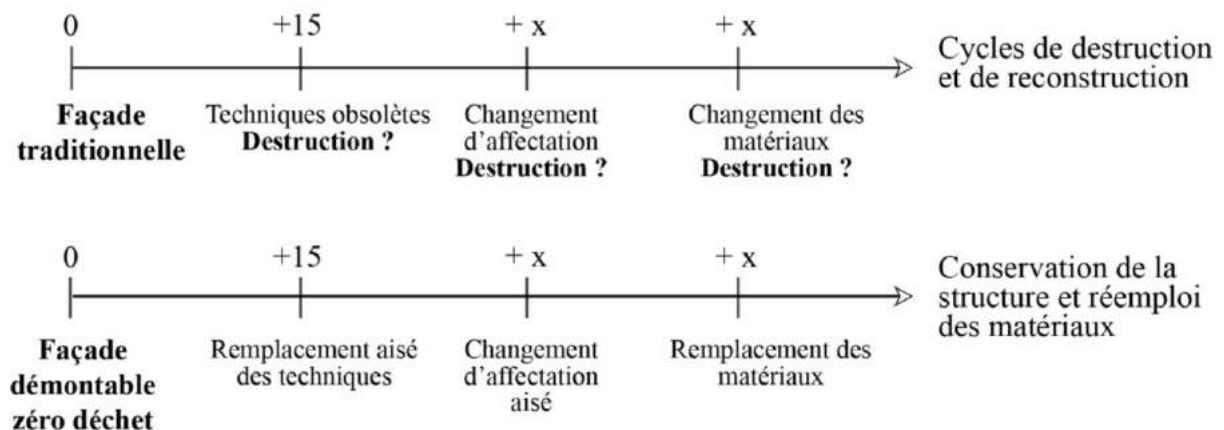 0 +15 + x + x
Cycles de destruction
et de reconstruction
Façade
traditionnelle
Techniques obsolètes
Destruction ?
Changement
d'affectation
Destruction ?
Changement des
matériaux
Destruction ?
0 +15 + x + x
Conservation de la
structure et réemploi
des matériaux
Façade
démontable
zéro déchet
Remplacement aisé
des techniques
Changement
d'affectation
aisé
Remplacement des
matériaux